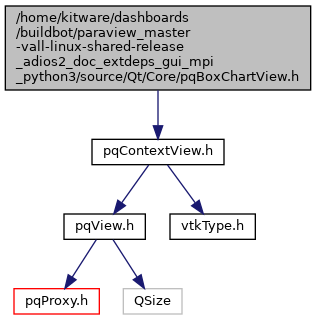 /home/kitware/dashboards
/buildbot/paraview_master
-vall-linux-shared-release
_adios2_doc_extdeps_gui_mpi
_python3/source/Qt/Core/pqBoxChartView.h
pqContextView.h
pqView.h
vtkType.h
pqProxy.h
QSize